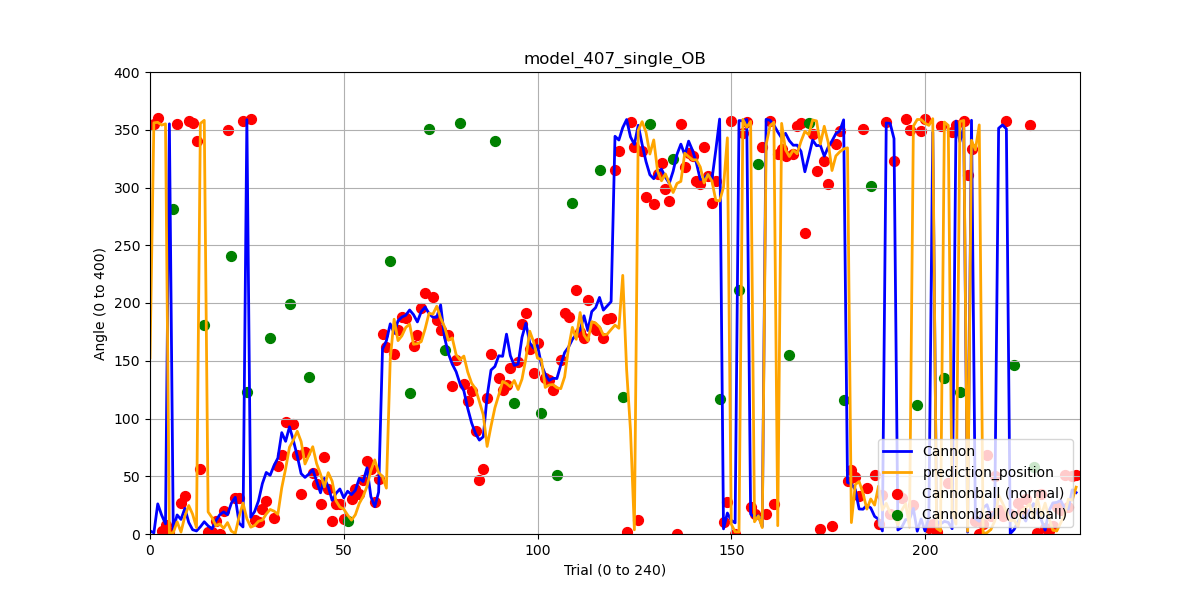 model_407_single_OB
400
350
300
250
200
150
100
50
0
Angle (0 to 400)
Cannon
prediction_position
Cannonball (normal)
Cannonball (oddball)
0 50 100 150 200
Trial (0 to 240)